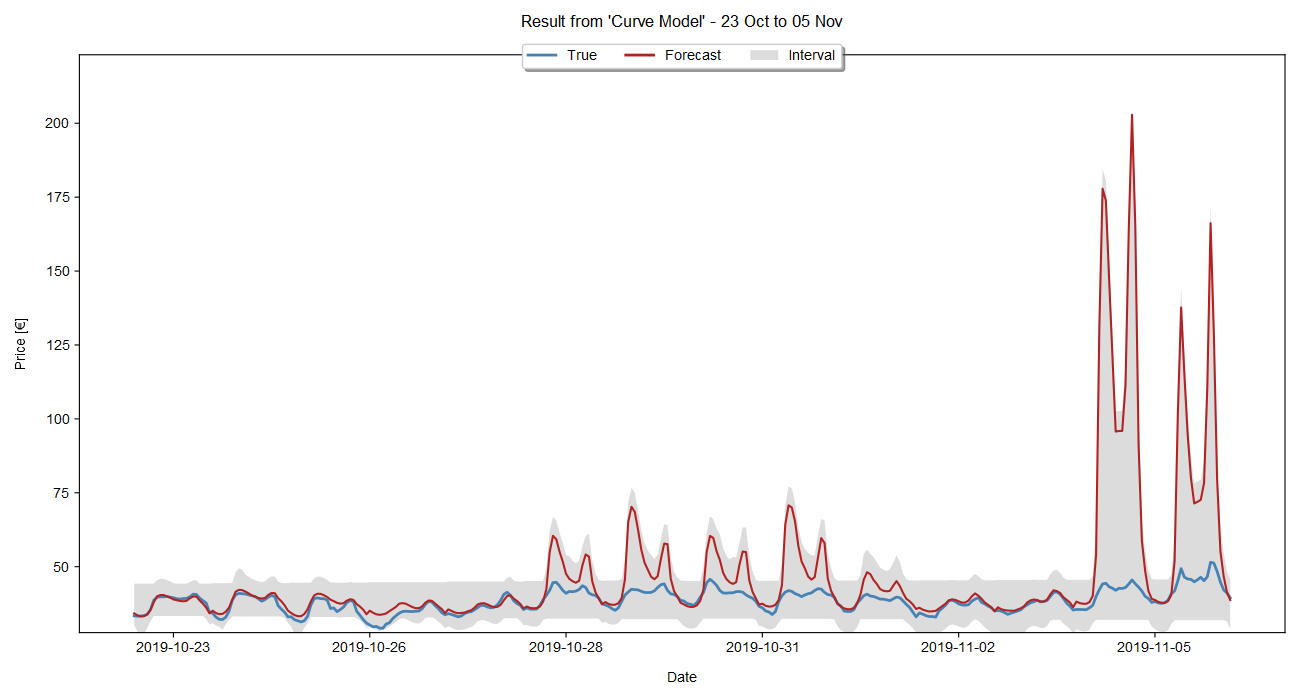 Result from 'Curve Model' - 23 Oct to 05 Nov
True Forecast Interval
200
175
150
125
100
75
50
Price [€]
2019-10-23 2019-10-26 2019-10-28 2019-10-31 2019-11-02 2019-11-05
Date